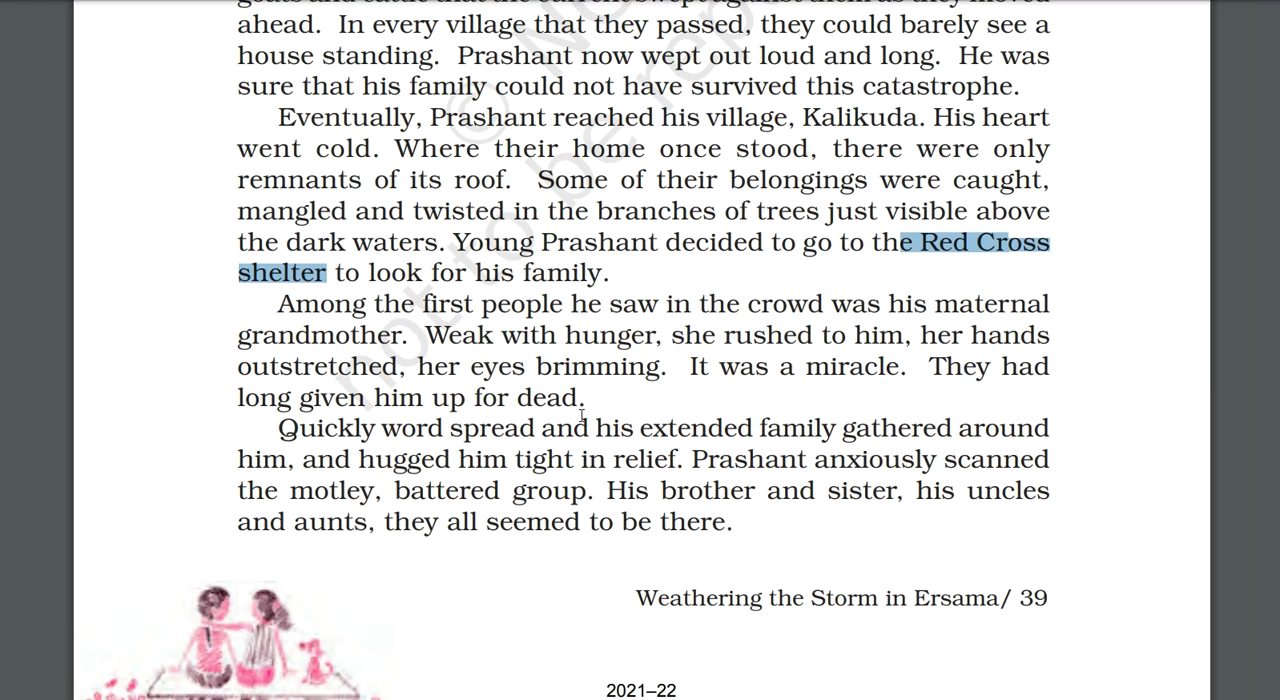 ahead. In every village that they passed, they could barely see a
house standing. Prashant now wept out loud and long. He was
sure that his family could not have survived this catastrophe.
Eventually, Prashant reached his village, Kalikuda. His heart
went cold. Where their home once stood, there were only
remnants of its roof. Some of their belongings were caught,
mangled and twisted in the branches of trees just visible above
the dark waters. Young Prashant decided to go to the Red Cross
shelter to look for his family.
Among the first people he saw in the crowd was his maternal
grandmother. Weak with hunger, she rushed to him, her hands
outstretched, her eyes brimming. It was a miracle. They had
long given him up for dead.
Quickly word spread and his extended family gathered around
him, and hugged him tight in relief. Prashant anxiously scanned
the motley, battered group. His brother and sister, his uncles
and aunts, they all seemed to be there.
Weathering the Storm in Ersama/ 39
2021–22